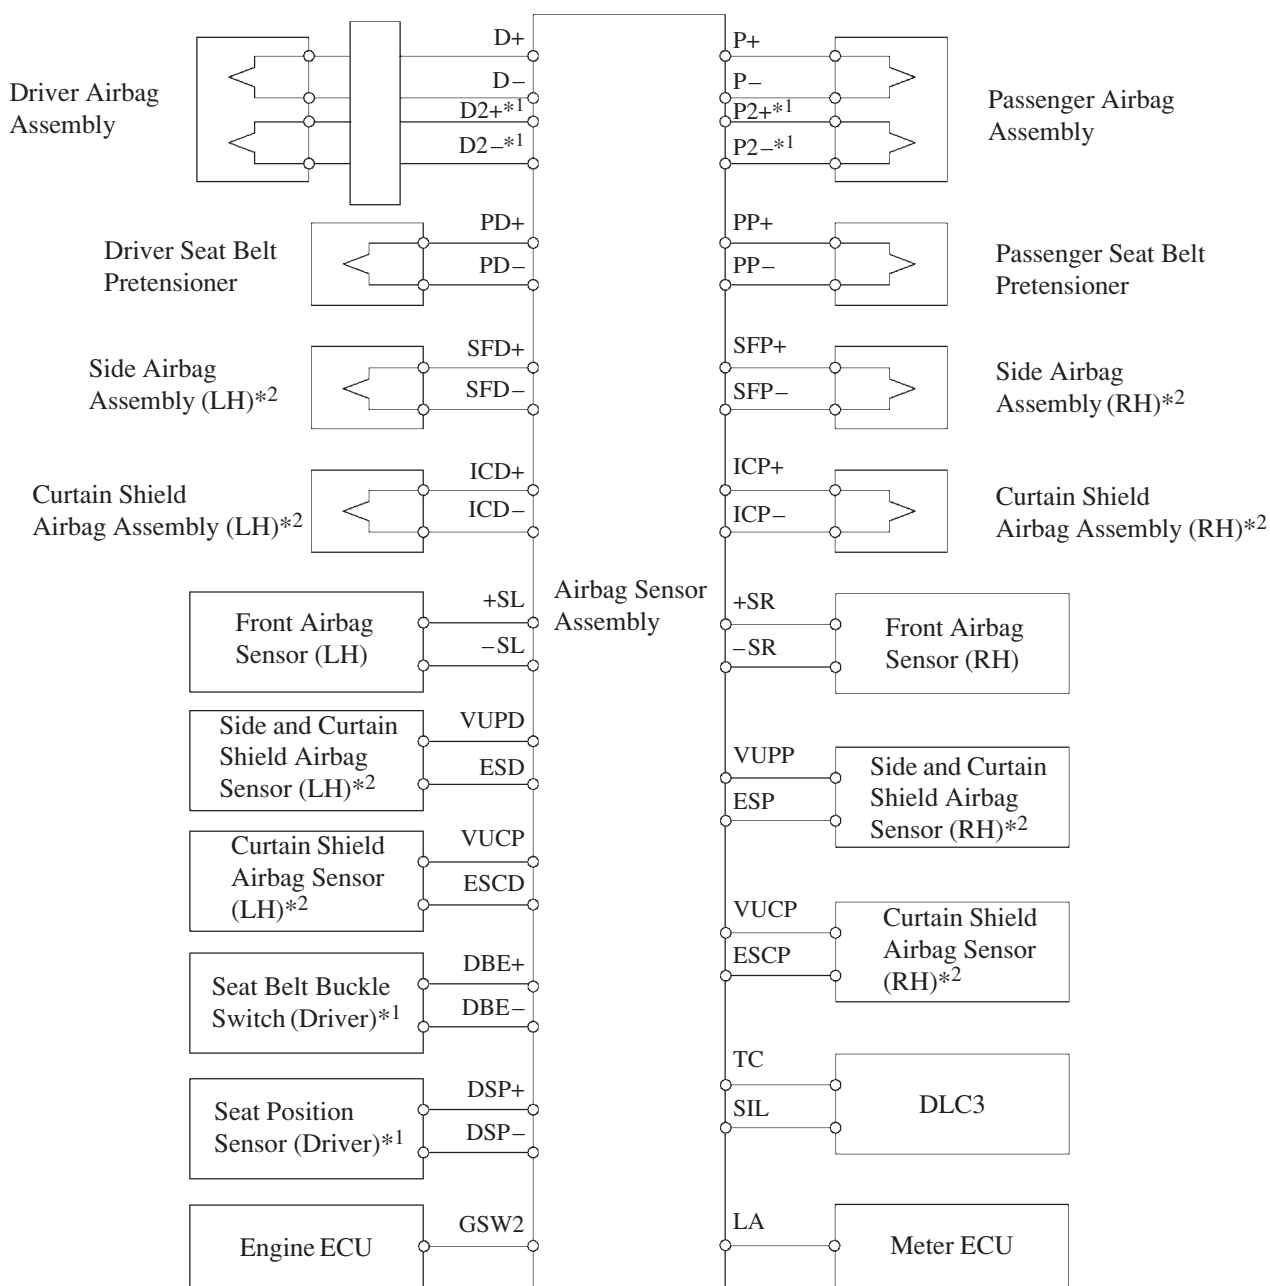 Driver Airbag
Assembly
D+
D−
D2+*1
D2−*1
P+
P−
P2+*1
P2−*1
Passenger Airbag
Assembly
Driver Seat Belt
Pretensioner
PD+
PD−
PP+
PP−
Passenger Seat Belt
Pretensioner
Side Airbag
Assembly (LH)*2
SFD+
SFD−
SFP+
SFP−
Side Airbag
Assembly (RH)*2
Curtain Shield
Airbag Assembly (LH)*2
ICD+
ICD−
ICP+
ICP−
Curtain Shield
Airbag Assembly (RH)*2
Airbag Sensor
Assembly
Front Airbag
Sensor (LH)
+SL
−SL
+SR
−SR
Front Airbag
Sensor (RH)
Side and Curtain
Shield Airbag
Sensor (LH)*2
VUPD
ESD
VUPP
ESP
Side and Curtain
Shield Airbag
Sensor (RH)*2
Curtain Shield
Airbag Sensor
(LH)*2
VUCP
ESCD
VUCP
ESCP
Curtain Shield
Airbag Sensor
(RH)*2
Seat Belt Buckle
Switch (Driver)*1
DBE+
DBE−
TC
SIL
DLC3
Seat Position
Sensor (Driver)*1
DSP+
DSP−
Engine ECU
GSW2
LA
Meter ECU